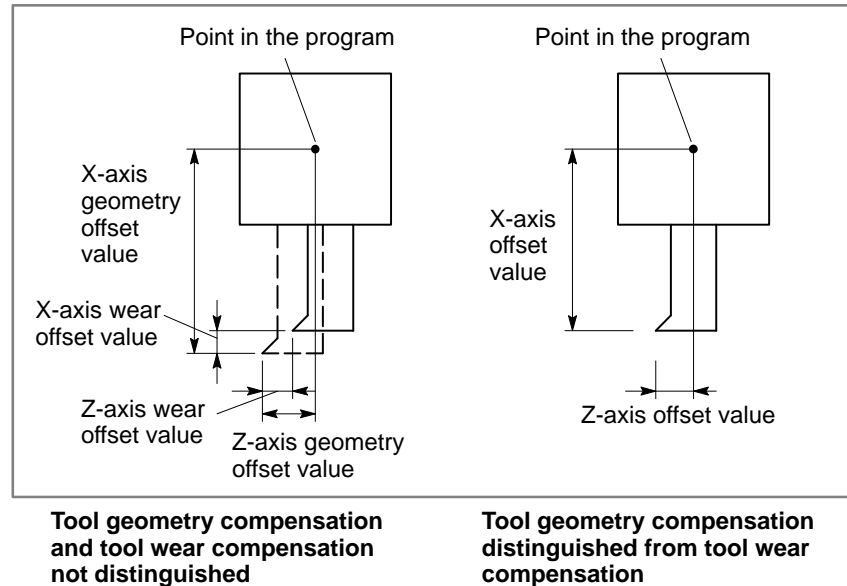 Point in the program
X-axis
geometry
offset
value
X-axis wear
offset value
Z-axis wear
offset value
Z-axis geometry
offset value
Point in the program
X-axis
offset
value
Z-axis offset value
Tool geometry compensation
and tool wear compensation
not distinguished
Tool geometry compensation
distinguished from tool wear
compensation